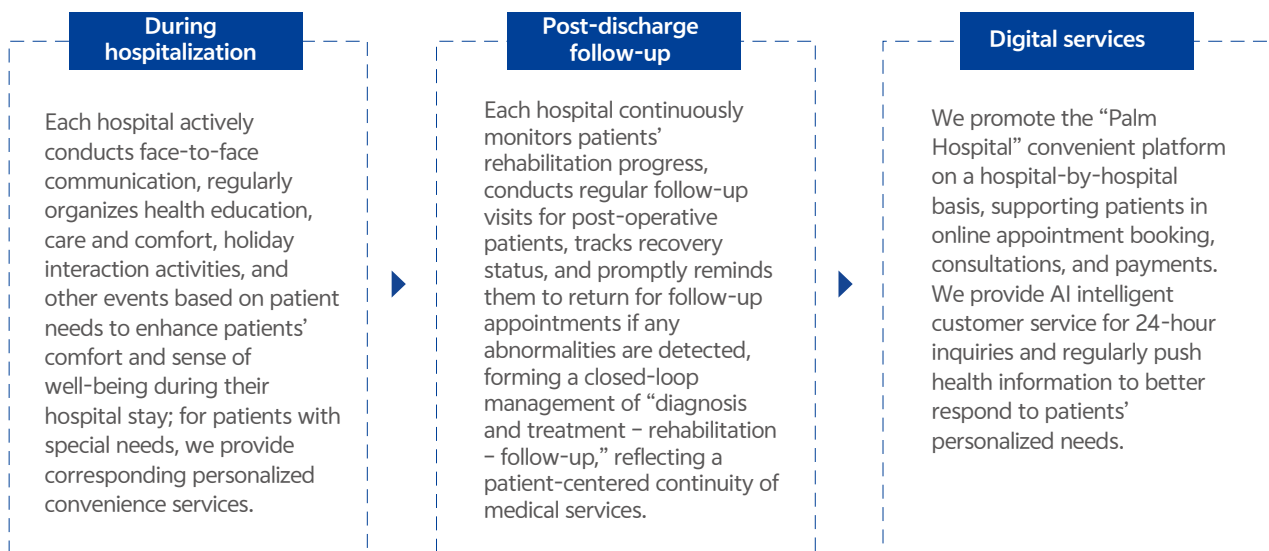 During
hospitalization
Each hospital actively
conducts face-to-face
communication, regularly
organizes health education,
care and comfort, holiday
interaction activities, and
other events based on patient
needs to enhance patients’
comfort and sense of
well-being during their
hospital stay; for patients with
special needs, we provide
corresponding personalized
convenience services.
Post-discharge
follow-up
Each hospital continuously
monitors patients’
rehabilitation progress,
conducts regular follow-up
visits for post-operative
patients, tracks recovery
status, and promptly reminds
them to return for follow-up
appointments if any
abnormalities are detected,
forming a closed-loop
management of “diagnosis
and treatment – rehabilitation
– follow-up,” reflecting a
patient-centered continuity of
medical services.
Digital services
We promote the “Palm
Hospital” convenient platform
on a hospital-by-hospital
basis, supporting patients in
online appointment booking,
consultations, and payments.
We provide AI intelligent
customer service for 24-hour
inquiries and regularly push
health information to better
respond to patients’
personalized needs.